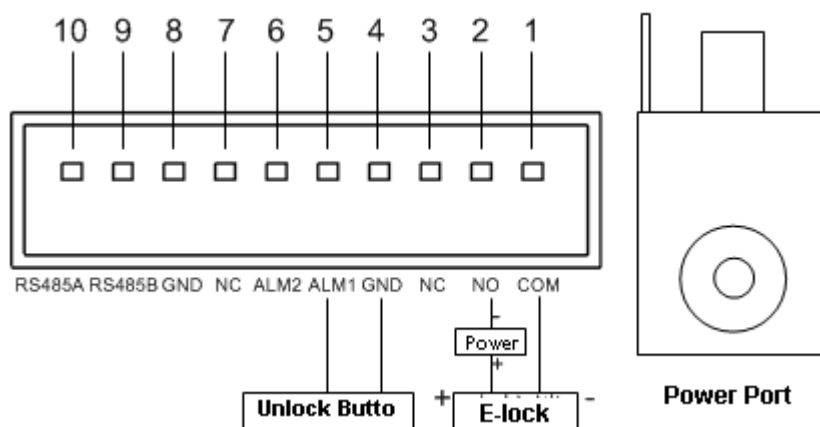 10 9 8 7 6 5 4 3 2 1
RS485A RS485B GND NC ALM2 ALM1 GND NC NO COM
-
Power
+
Unlock Butto
+ E-lock -
Power Port